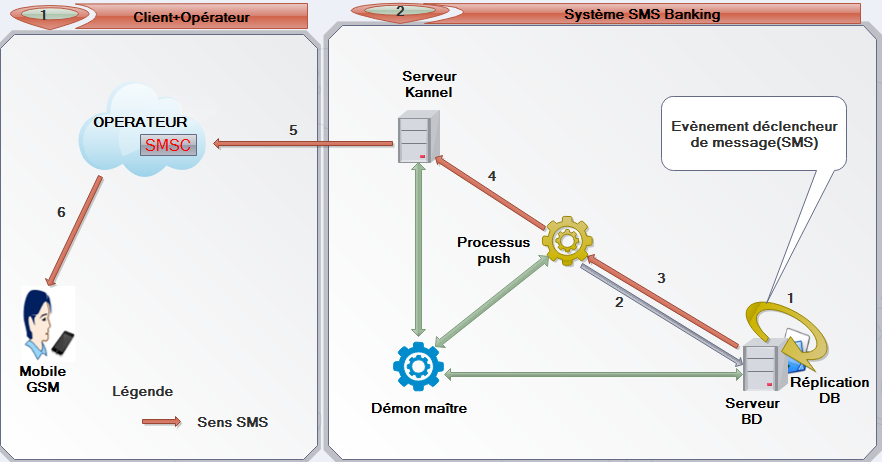 1
Client+Opérateur
2
Système SMS Banking
Serveur
Kannel
OPERATEUR
SMSC
5
Evènement déclencheur
de message(SMS)
4
6
Processus
push
3
2
1
Mobile
GSM
Légende
Sens SMS
Démon maître
Réplication
DB
Serveur
BD